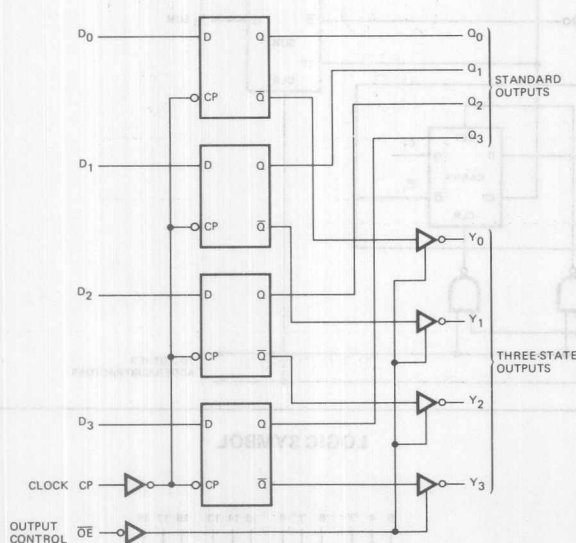 D0 D Q Q0
CP Q̅
D1 D Q Q1
CP Q̅
D2 D Q Q2
CP Q̅
D3 D Q Q3
CP Q̅
STANDARD
OUTPUTS
Y0
Y1
Y2
Y3
THREE-STATE
OUTPUTS
CLOCK CP
OUTPUT
CONTROL O̅E̅
LOGIC SYMBOL